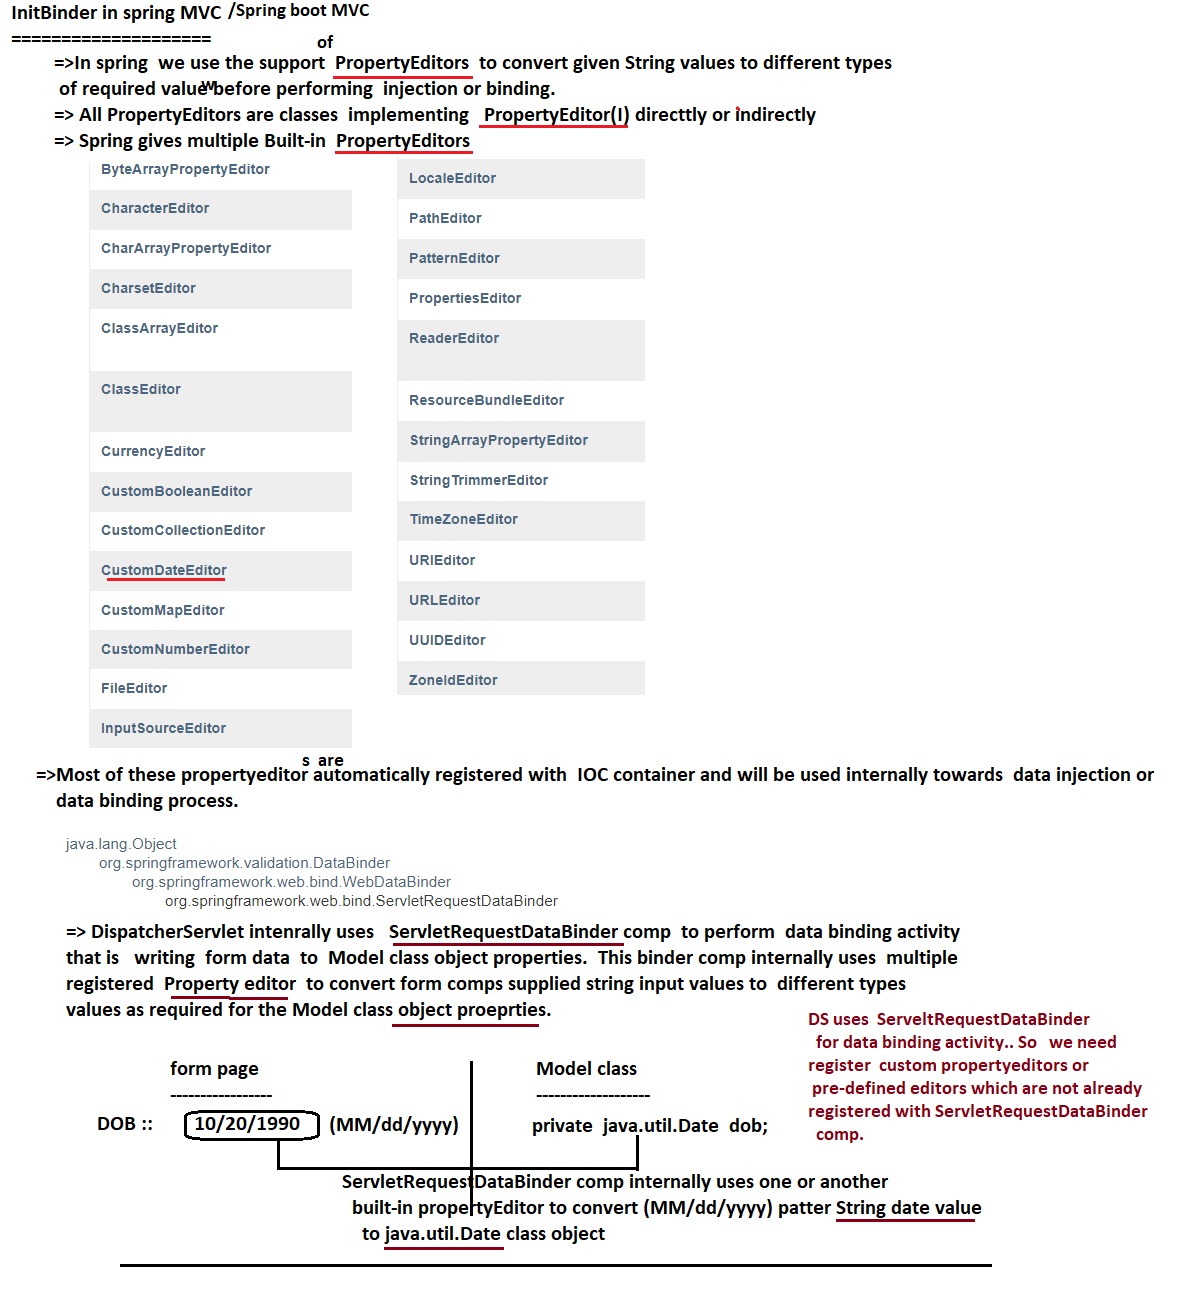 InitBinder in spring MVC /Spring boot MVC
====================
of
=>In spring we use the support PropertyEditors to convert given String values to different types
of required value before performing injection or binding.
w
=> All PropertyEditors are classes implementing PropertyEditor(I) directtly or indirectly
=> Spring gives multiple Built-in PropertyEditors
ByteArrayPropertyEditor
CharacterEditor
CharArrayPropertyEditor
CharsetEditor
ClassArrayEditor
ClassEditor
CurrencyEditor
CustomBooleanEditor
CustomCollectionEditor
CustomDateEditor
CustomMapEditor
CustomNumberEditor
FileEditor
InputSourceEditor
LocaleEditor
PathEditor
PatternEditor
PropertiesEditor
ReaderEditor
ResourceBundleEditor
StringArrayPropertyEditor
StringTrimmerEditor
TimeZoneEditor
URIEditor
URLEditor
UUIDEditor
ZoneIdEditor
s are
=>Most of these propertyeditor automatically registered with IOC container and will be used internally towards data injection or
data binding process.
java.lang.Object
org.springframework.validation.DataBinder
org.springframework.web.bind.WebDataBinder
org.springframework.web.bind.ServletRequestDataBinder
=> DispatcherServlet intenrally uses ServletRequestDataBinder comp to perform data binding activity
that is writing form data to Model class object properties. This binder comp internally uses multiple
registered Property editor to convert form comps supplied string input values to different types
values as required for the Model class object proeprties.
DS uses ServeltRequestDataBinder
for data binding activity.. So we need
register custom propertyeditors or
pre-defined editors which are not already
registered with ServletRequestDataBinder
comp.
form page
-----------------
DOB :: 10/20/1990 (MM/dd/yyyy)
Model class
-------------------
private java.util.Date dob;
ServletRequestDataBinder comp internally uses one or another
built-in propertyEditor to convert (MM/dd/yyyy) patter String date value
to java.util.Date class object